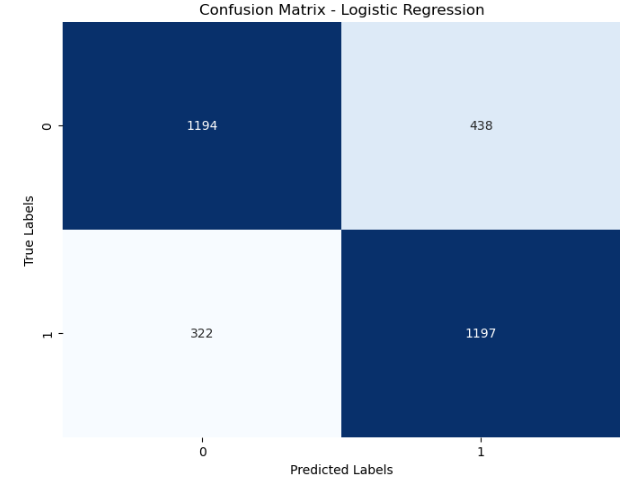 Confusion Matrix - Logistic Regression
0
1194
438
True Labels
1
322
1197
0
1
Predicted Labels